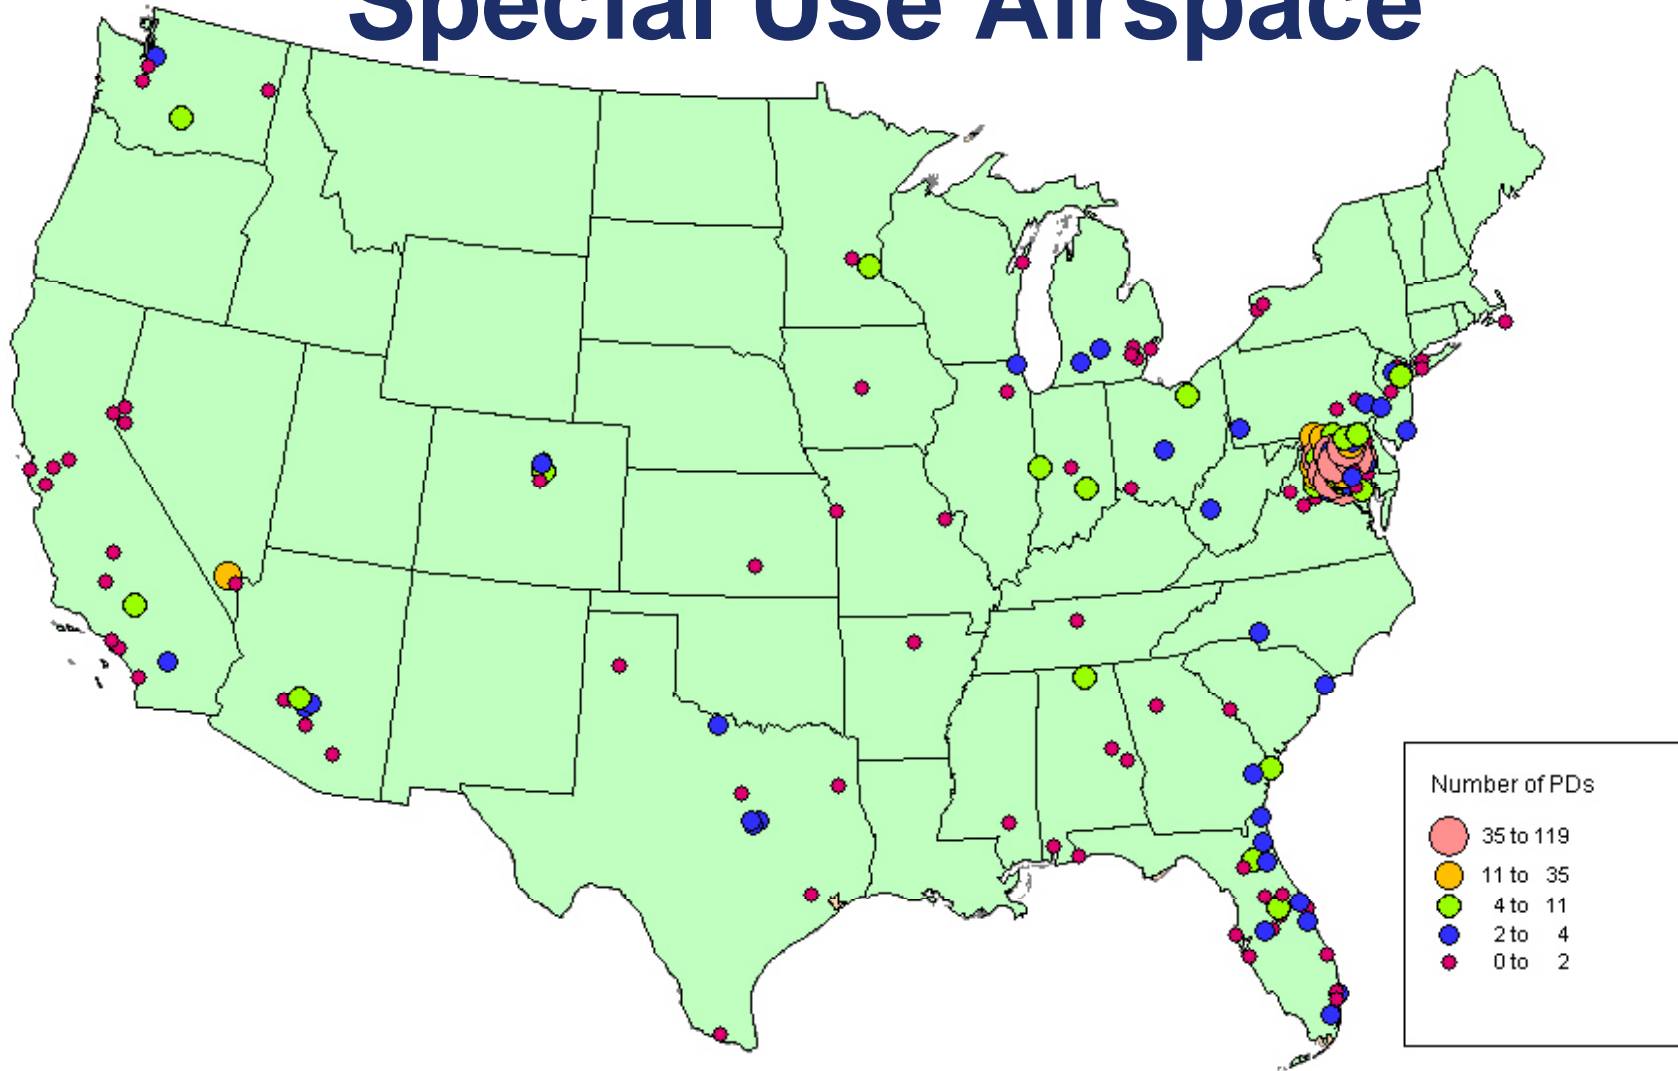 Special Use Airspace
Number of PDs
35 to 119
11 to 35
4 to 11
2 to 4
0 to 2